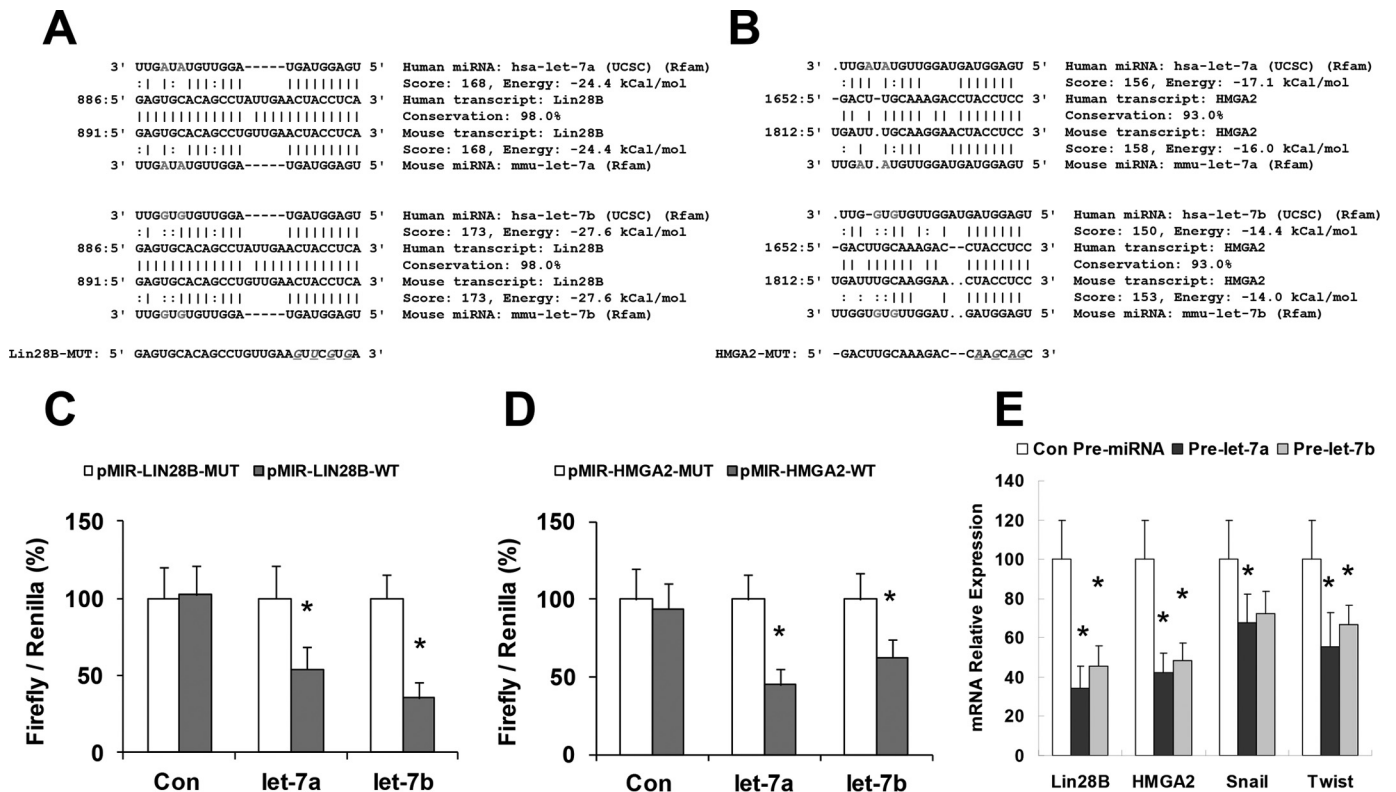 A
3' UUGAUAUGUUGGA-----UGAUGGAGU 5' Human miRNA: hsa-let-7a (UCSC) (Rfam)
:| |: |||:||| ||||||||| Score: 168, Energy: -24.4 kCal/mol
886:5' GAGUGCACAGCCUAUUGAACUACCUCA 3' Human transcript: Lin28B
||||||||||||| ||||||||||||| Conservation: 98.0%
891:5' GAGUGCACAGCCUGUUGAACUACCUCA 3' Mouse transcript: Lin28B
:| |: |||:||| ||||||||| Score: 168, Energy: -24.4 kCal/mol
3' UUGAUAUGUUGGA-----UGAUGGAGU 5' Mouse miRNA: mmu-let-7a (Rfam)
3' UUGGUGUGUUGGA-----UGAUGGAGU 5' Human miRNA: hsa-let-7b (UCSC) (Rfam)
:| :: |||:||| ||||||||| Score: 173, Energy: -27.6 kCal/mol
886:5' GAGUGCACAGCCUAUUGAACUACCUCA 3' Human transcript: Lin28B
||||||||||||| ||||||||||||| Conservation: 98.0%
891:5' GAGUGCACAGCCUGUUGAACUACCUCA 3' Mouse transcript: Lin28B
:| :: |||:||| ||||||||| Score: 173, Energy: -27.6 kCal/mol
3' UUGGUGUGUUGGA-----UGAUGGAGU 5' Mouse miRNA: mmu-let-7b (Rfam)
Lin28B-MUT: 5' GAGUGCACAGCCUGUUGAAGUUCGUGA 3'
B
3' .UUGAUAUGUUGGAUGAUGGAGU 5' Human miRNA: hsa-let-7a (UCSC) (Rfam)
Score: 156, Energy: -17.1 kCal/mol
1652:5' -GACU-UGCAAAGACCUACCUCC 3' Human transcript: HMGA2
Conservation: 93.0%
1812:5' UGAUU.UGCAAGGAACUACCUCC 3' Mouse transcript: HMGA2
Score: 158, Energy: -16.0 kCal/mol
3' UUGAU.AUGUUGGAUGAUGGAGU 5' Mouse miRNA: mmu-let-7a (Rfam)
3' .UUG-GUGUGUUGGAUGAUGGAGU 5' Human miRNA: hsa-let-7b (UCSC) (Rfam)
Score: 150, Energy: -14.4 kCal/mol
1652:5' -GACUUGCAAAGAC--CUACCUCC 3' Human transcript: HMGA2
Conservation: 93.0%
1812:5' UGAUUUGCAAGGAA..CUACCUCC 3' Mouse transcript: HMGA2
Score: 153, Energy: -14.0 kCal/mol
3' UUGGUGUGUUGGAU..GAUGGAGU 5' Mouse miRNA: mmu-let-7b (Rfam)
HMGA2-MUT: 5' -GACUUGCAAAGAC--CAAGCAGC 3'
C
pMIR-LIN28B-MUT pMIR-LIN28B-WT
Firefly / Renilla (%)
150
100
50
0
* *
Con let-7a let-7b
D
pMIR-HMGA2-MUT pMIR-HMGA2-WT
Firefly / Renilla (%)
150
100
50
0
* *
Con let-7a let-7b
E
Con Pre-miRNA Pre-let-7a Pre-let-7b
mRNA Relative Expression
140
120
100
80
60
40
20
0
* * * * * * *
Lin28B HMGA2 Snail Twist